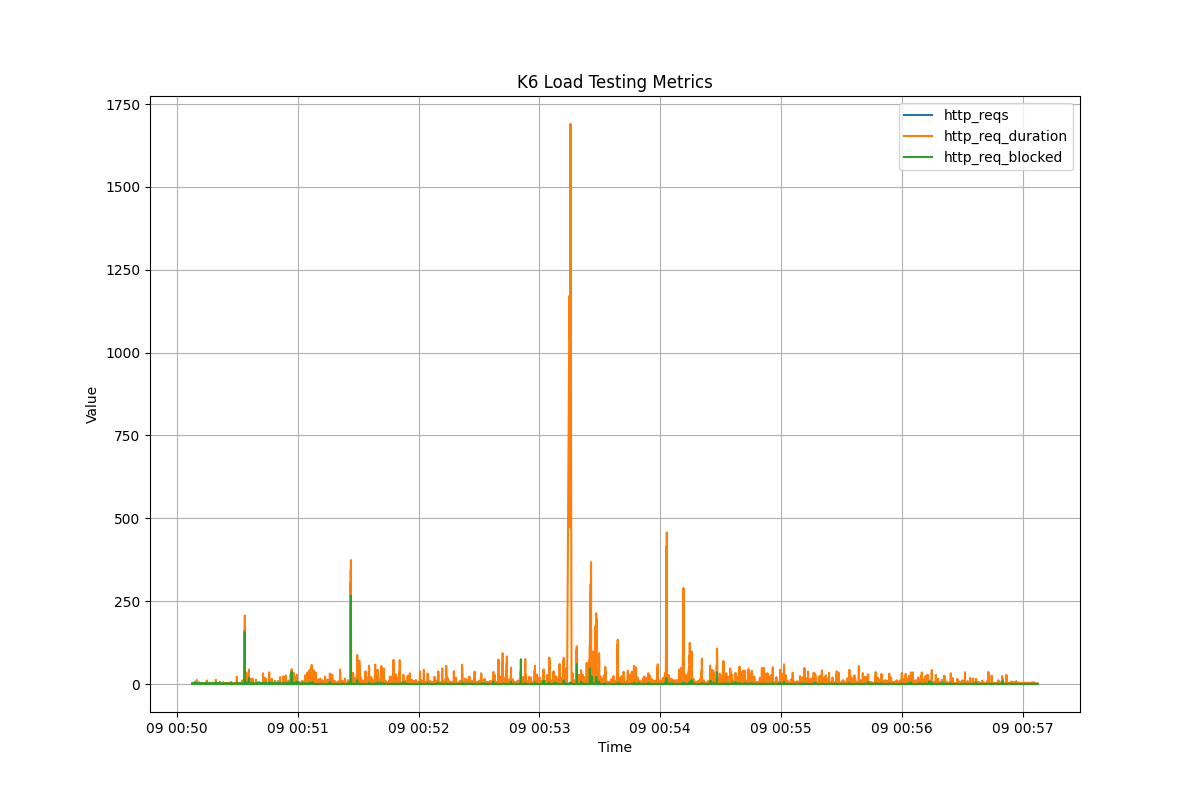 K6 Load Testing Metrics
http_reqs
http_req_duration
http_req_blocked
1750
1500
1250
1000
750
500
250
0
Value
09 00:50 09 00:51 09 00:52 09 00:53 09 00:54 09 00:55 09 00:56 09 00:57
Time